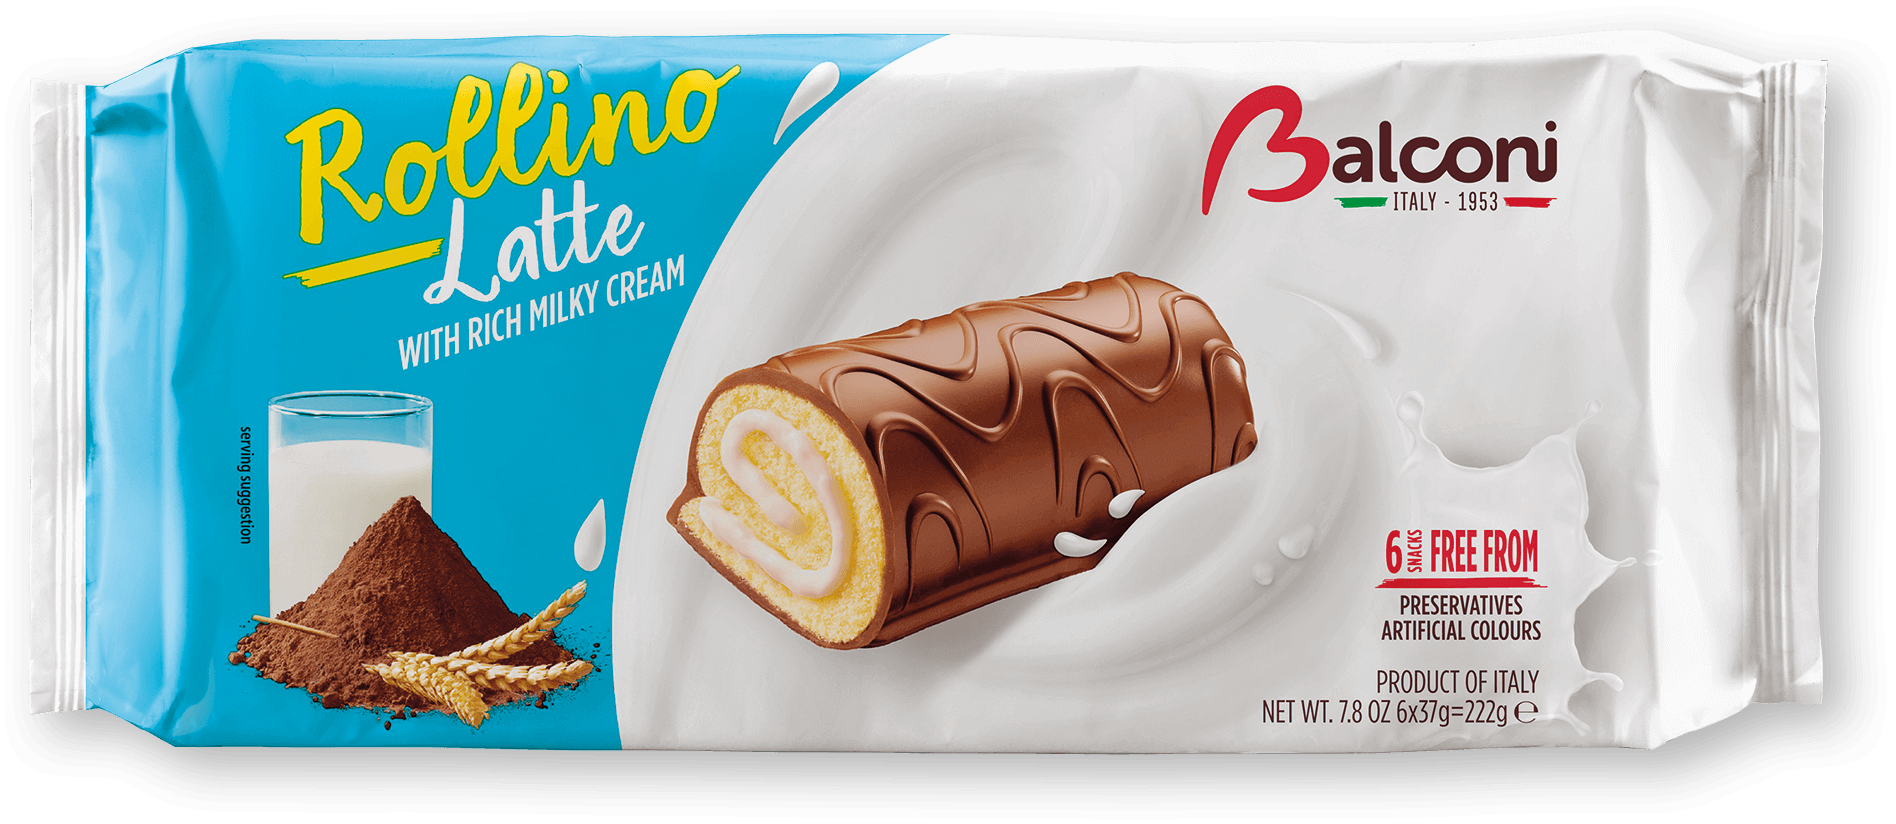 Rollino
Latte
WITH RICH MILKY CREAM
serving suggestion
Balconi
ITALY - 1953
6 SNACKS FREE FROM
PRESERVATIVES
ARTIFICIAL COLOURS
PRODUCT OF ITALY
NET WT. 7.8 OZ 6x37g=222g ℮